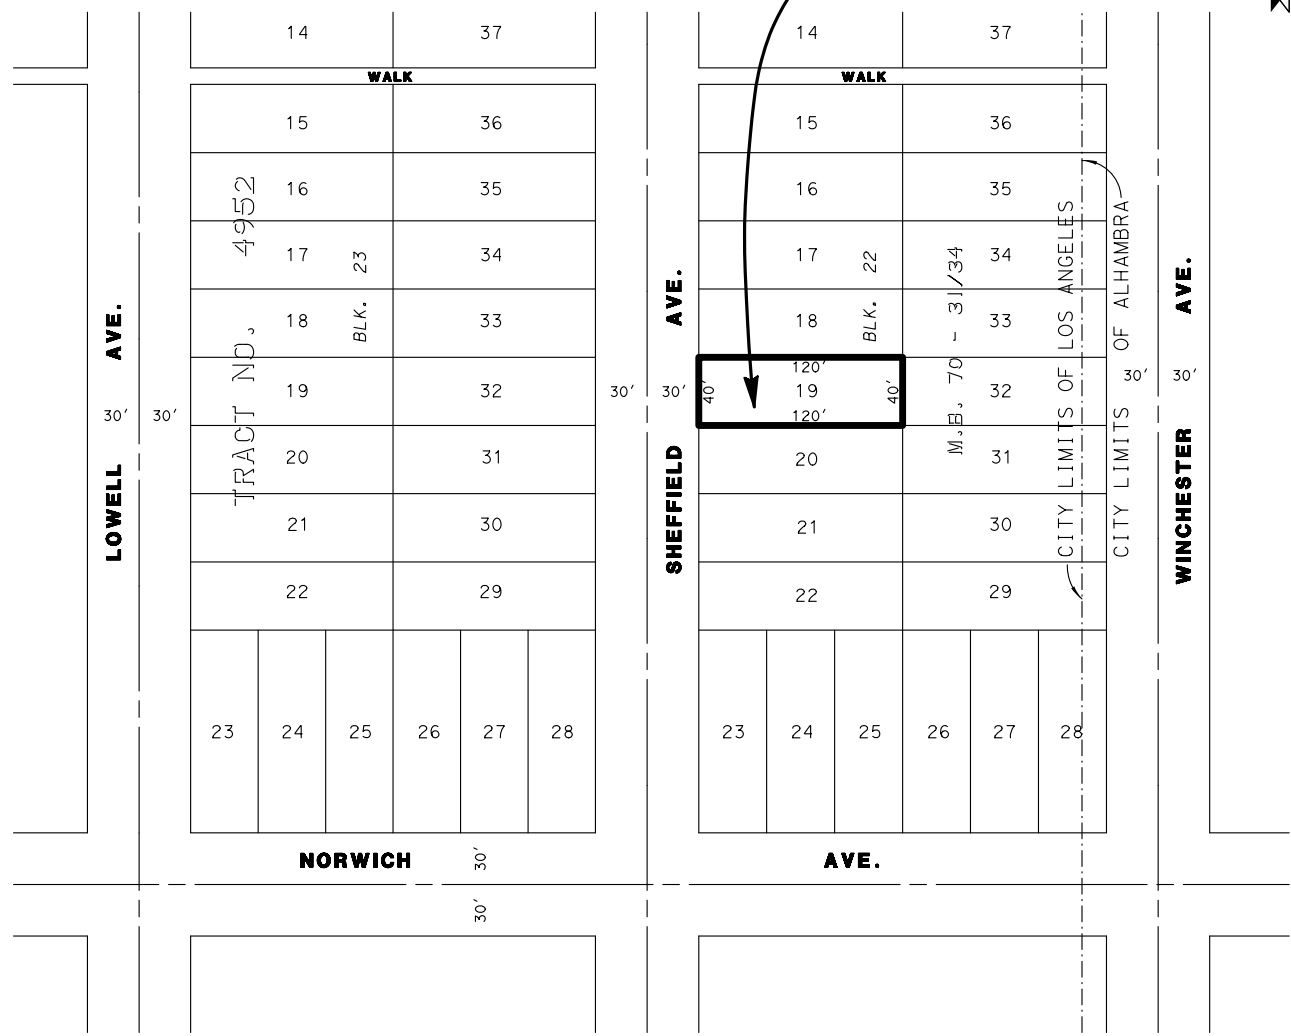 14 37 14 37
WALK WALK
15 36 15 36
16 35 16 35
17 34 17 34
18 33 18 33
19 32 19 32
20 31 20 31
21 30 21 30
22 29 22 29
23 24 25 26 27 28 23 24 25 26 27 28
120'
40' 40'
120'
30' 30'
30' 30'
30' 30'
TRACT NO. 4952
BLK. 23
BLK. 22
M.B. 70 - 31/34
CITY LIMITS OF LOS ANGELES
CITY LIMITS OF ALHAMBRA
LOWELL AVE.
SHEFFIELD AVE.
WINCHESTER AVE.
NORWICH AVE.
30'
30'